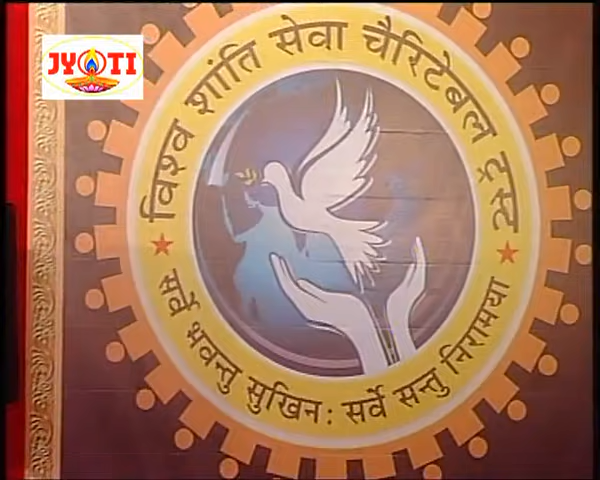 JYOTI
विश्व शांति सेवा चैरिटेबल ट्रस्ट
सर्वे भवन्तु सुखिन: सर्वे सन्तु निरामया